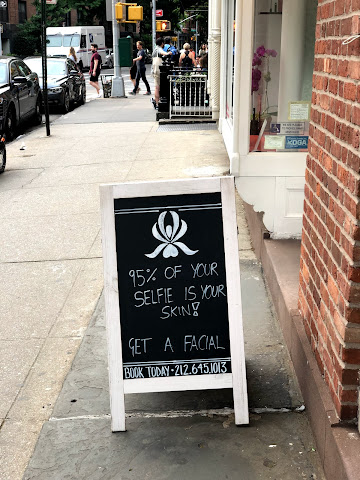 95% OF YOUR
SELFIE IS YOUR
SKIN!
GET A FACIAL
BOOK TODAY • 212.645.1013